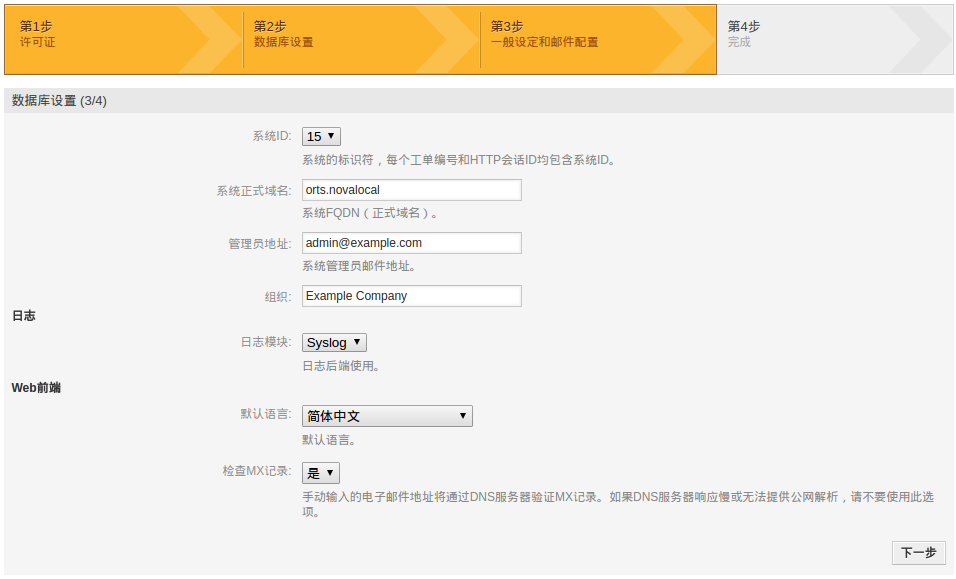 第1步
许可证
第2步
数据库设置
第3步
一般设定和邮件配置
第4步
完成
数据库设置 (3/4)
系统ID: 15
系统的标识符，每个工单编号和HTTP会话ID均包含系统ID。
系统正式域名: orts.novalocal
系统FQDN（正式域名）。
管理员地址: admin@example.com
系统管理员邮件地址。
组织: Example Company
日志
日志模块: Syslog
日志后端使用。
Web前端
默认语言: 简体中文
默认语言。
检查MX记录: 是
手动输入的电子邮件地址将通过DNS服务器验证MX记录。如果DNS服务器响应慢或无法提供公网解析，请不要使用此选
项。
下一步